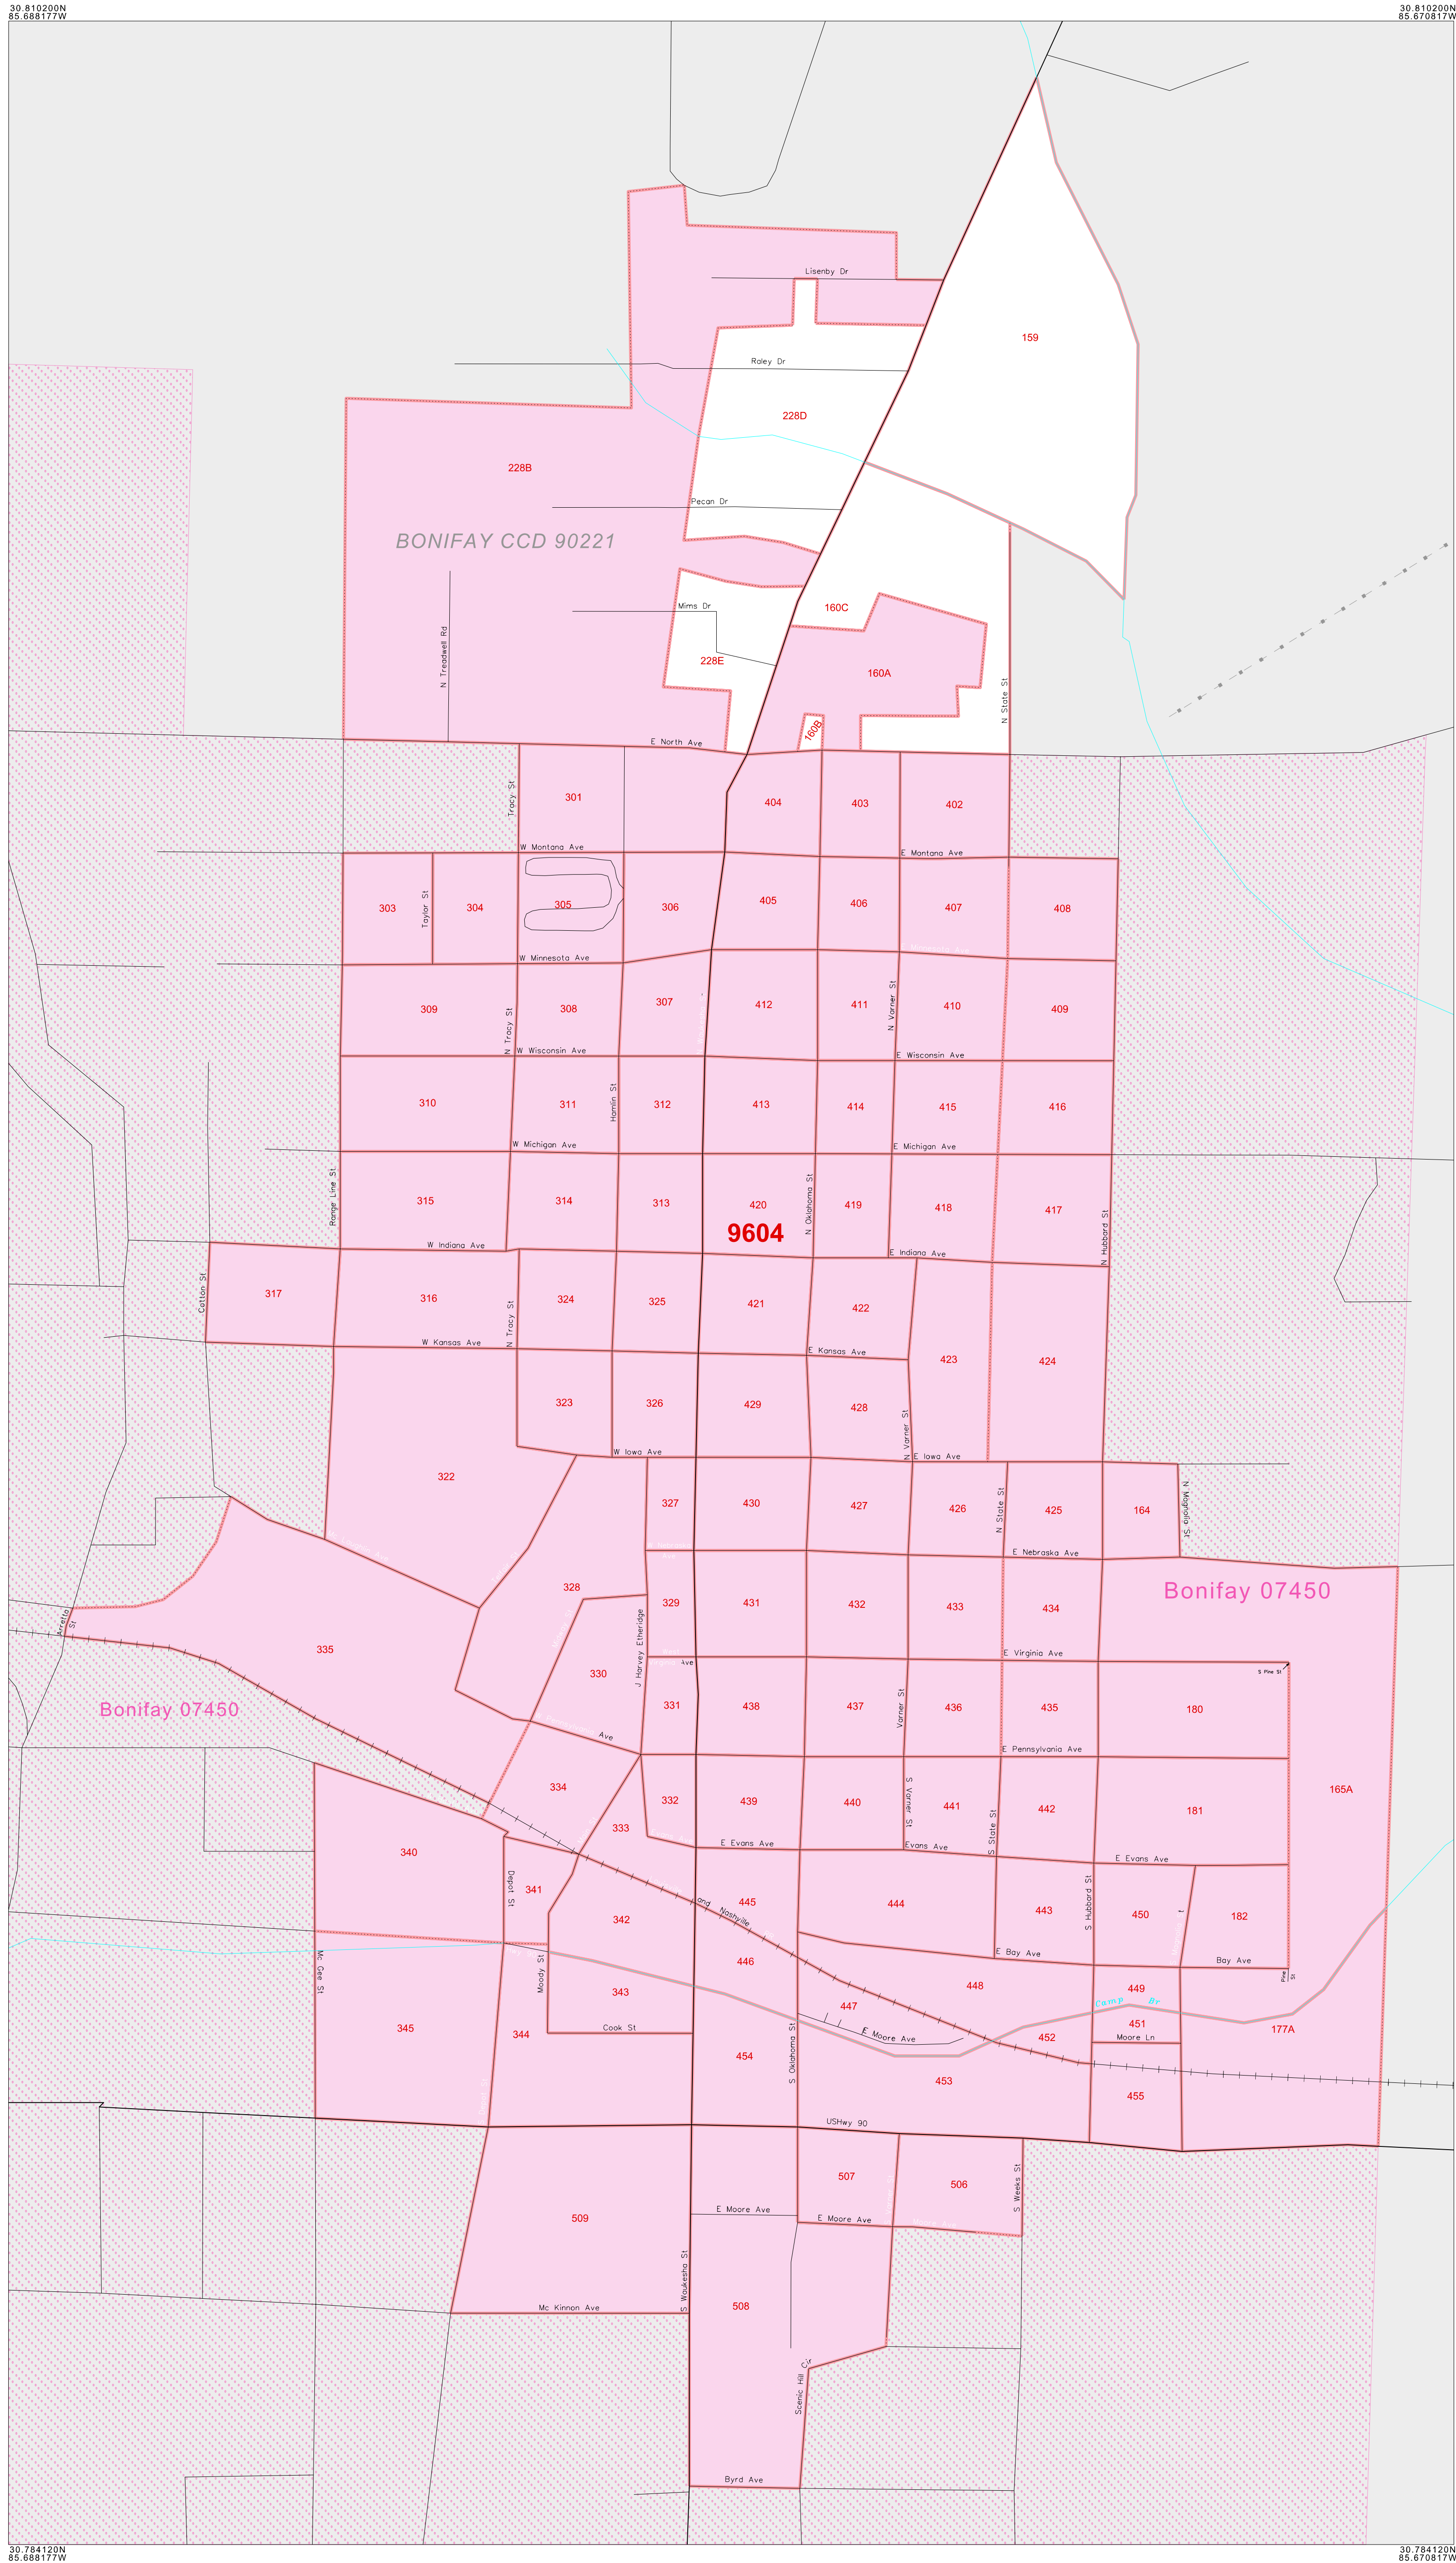 30.810200N
85.688177W
30.810200N
85.670817W
Lisenby Dr
159
Raley Dr
228D
228B
Pecan Dr
BONIFAY CCD 90221
Mims Dr
160C
N Treadwell Rd
228E
160A
N State St
160B
E North Ave
Tracy St
301
404
403
402
W Montana Ave
E Montana Ave
303
Taylor St
304
305
306
405
406
407
408
E Minnesota Ave
W Minnesota Ave
309
N Tracy St
308
307
412
411
N Varner St
410
409
W Wisconsin Ave
E Wisconsin Ave
310
311
Hamlin St
312
413
414
415
416
W Michigan Ave
E Michigan Ave
Range Line St
315
314
313
420
N Oklahoma St
419
418
417
9604
N Hubbard St
W Indiana Ave
E Indiana Ave
Cotton St
317
316
N Tracy St
324
325
421
422
W Kansas Ave
E Kansas Ave
423
424
323
326
429
428
N Varner St
W Iowa Ave
E Iowa Ave
322
327
430
427
426
N State St
425
164
N Magnolia St
E Nebraska Ave
328
329
431
432
433
434
Bonifay 07450
Arretta
St
335
J Harvey Etheridge
330
Ave
E Virginia Ave
S Pine St
Bonifay 07450
331
438
437
Varner St
436
435
180
Ave
E Pennsylvania Ave
334
332
439
440
S Varner St
441
S State St
442
181
165A
333
E Evans Ave
Evans Ave
E Evans Ave
340
Depot St
341
342
445
and Nashville
444
443
S Hubbard St
450
182
E Bay Ave
Bay Ave
Mc Gee St
Moody St
343
446
448
449
Pine
St
Camp Br
447
345
344
Cook St
E Moore Ave
452
451
Moore Ln
177A
454
S Oklahoma St
453
455
USHwy 90
507
506
S Weeks St
E Moore Ave
E Moore Ave
Moore Ave
509
S Waukesha St
508
Mc Kinnon Ave
Scenic Hill Cir
Byrd Ave
30.784120N
85.688177W
30.784120N
85.670817W